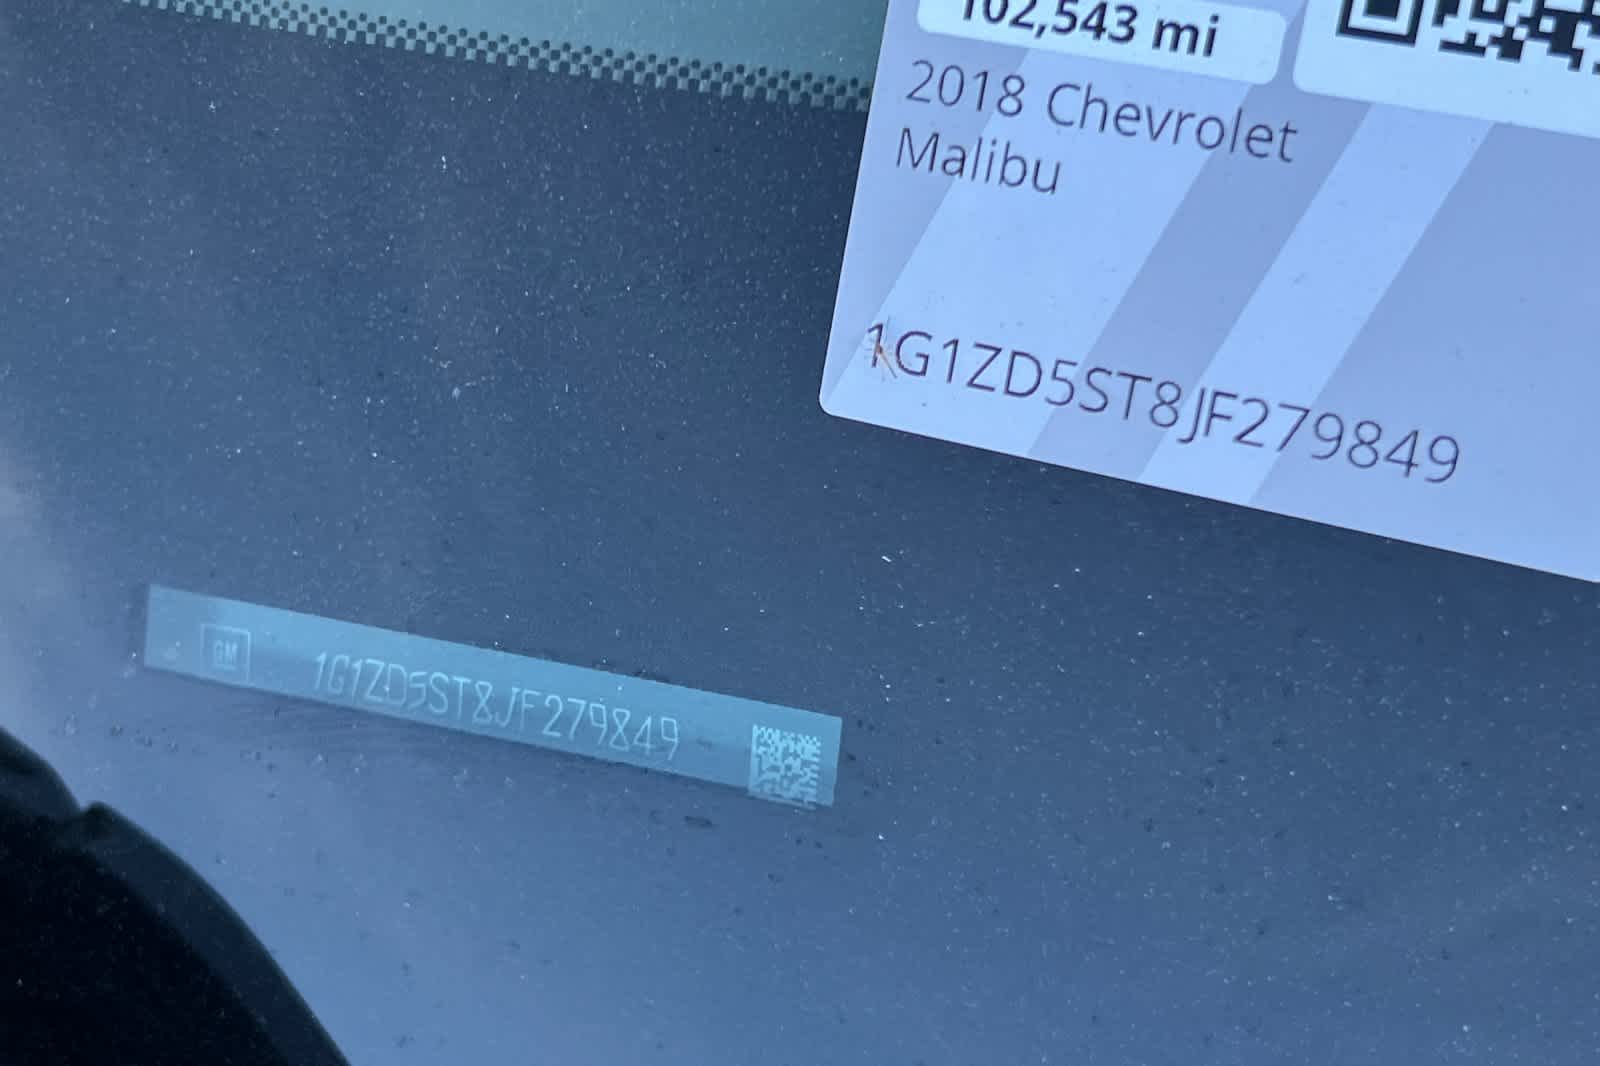 102,543 mi
2018 Chevrolet
Malibu
1G1ZD5ST8JF279849
GM
1G1ZD5ST8JF279849